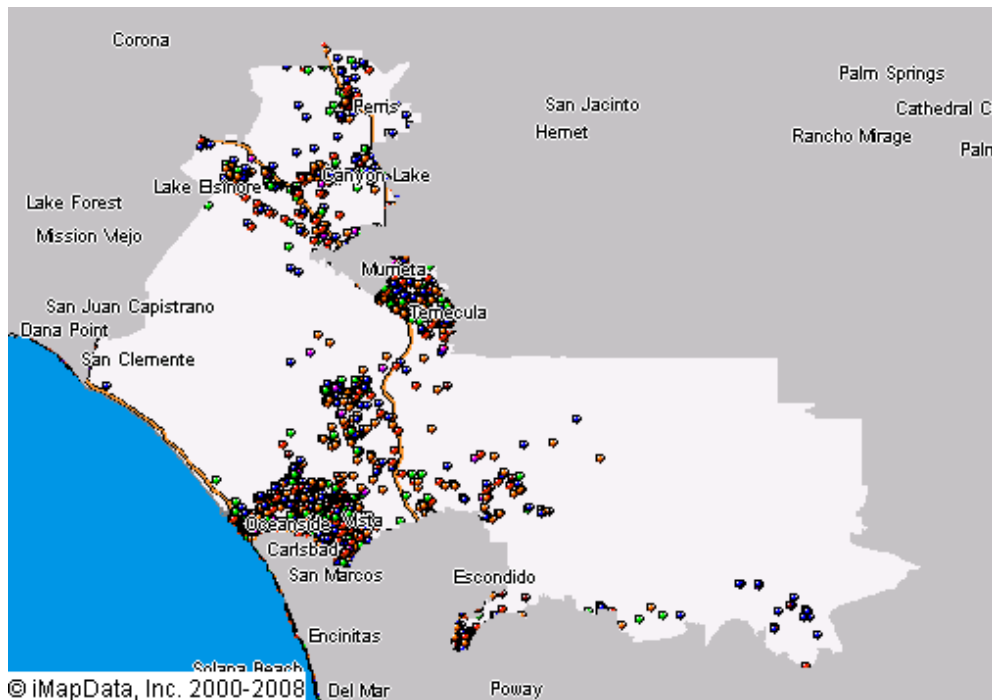 Corona
Palm Springs
San Jacinto
Cathedral C
Perris
Hemet
Rancho Mirage
Palm
Canyon Lake
Lake Elsinore
Lake Forest
Mission Viejo
Murrieta
San Juan Capistrano
Temecula
Dana Point
San Clemente
Oceanside
Vista
Carlsbad
San Marcos
Escondido
Encinitas
Solana Beach
© iMapData, Inc. 2000-2008
Del Mar
Poway